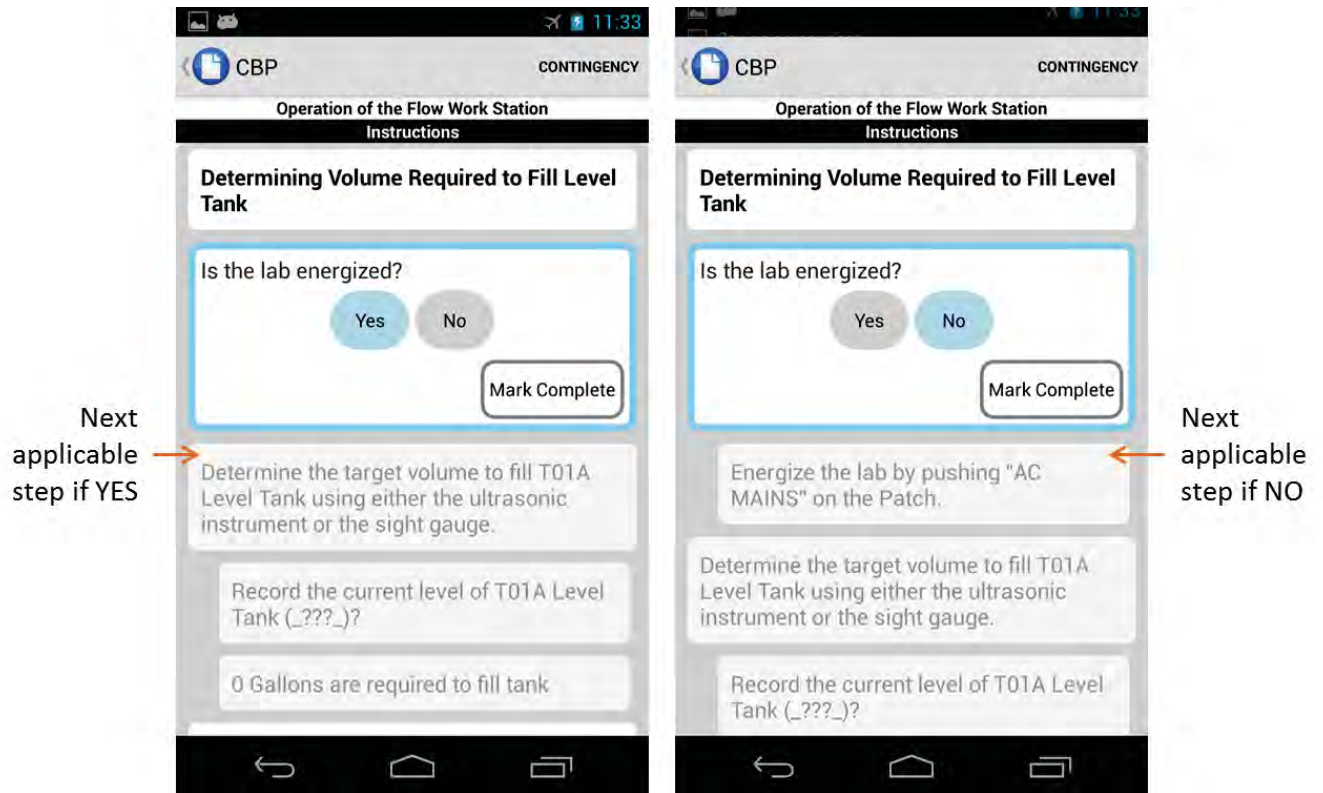 11:33
CBP
CONTINGENCY
Operation of the Flow Work Station
Instructions
Determining Volume Required to Fill Level
Tank
Is the lab energized?
Yes
No
Mark Complete
Next
applicable
step if YES
Determine the target volume to fill T01A
Level Tank using either the ultrasonic
instrument or the sight gauge.
Record the current level of T01A Level
Tank (_???_)?
0 Gallons are required to fill tank
11:33
CBP
CONTINGENCY
Operation of the Flow Work Station
Instructions
Determining Volume Required to Fill Level
Tank
Is the lab energized?
Yes
No
Mark Complete
Next
applicable
step if NO
Energize the lab by pushing "AC
MAINS" on the Patch.
Determine the target volume to fill T01A
Level Tank using either the ultrasonic
instrument or the sight gauge.
Record the current level of T01A Level
Tank (_???_)?